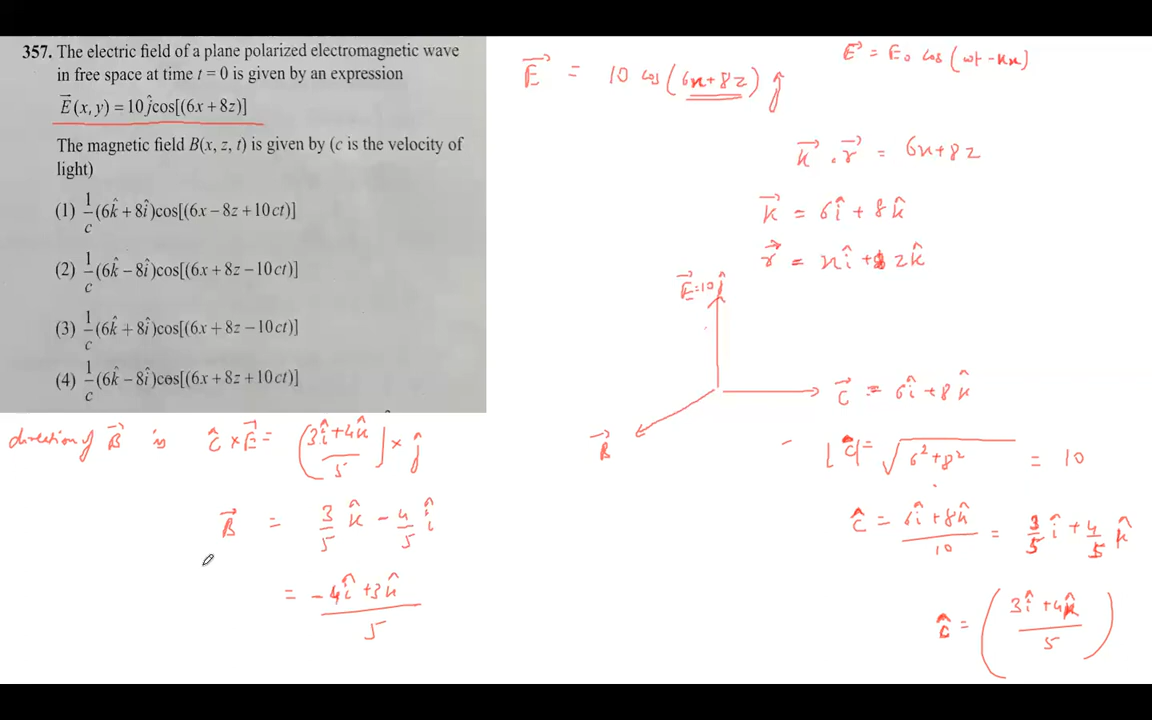 357. The electric field of a plane polarized electromagnetic wave
in free space at time t = 0 is given by an expression
E⃗(x, y) = 10 ĵ cos[(6x + 8z)]
The magnetic field B(x, z, t) is given by (c is the velocity of
light)
(1) 1/c (6k̂ + 8î)cos[(6x − 8z + 10ct)]
(2) 1/c (6k̂ − 8î)cos[(6x + 8z − 10ct)]
(3) 1/c (6k̂ + 8î)cos[(6x + 8z − 10ct)]
(4) 1/c (6k̂ − 8î)cos[(6x + 8z + 10ct)]
E⃗ = 10 cos(6x+8z) ĵ
E⃗ = E₀ cos(ωt − kx)
K⃗ . r⃗ = 6x+8z
K⃗ = 6î + 8k̂
r⃗ = xî + zk̂
E⃗=10ĵ
C⃗ = 6î+8k̂
B⃗
|C⃗| = √(6²+8²) = 10
ĉ = (6î+8k̂)/10 = 3/5 î + 4/5 k̂
ĉ = ((3î+4k̂)/5)
direction of B⃗ is ĉ × E⃗ = ((3î+4k̂)/5) × ĵ
B⃗ = 3/5 k̂ − 4/5 î
= (−4î+3k̂)/5